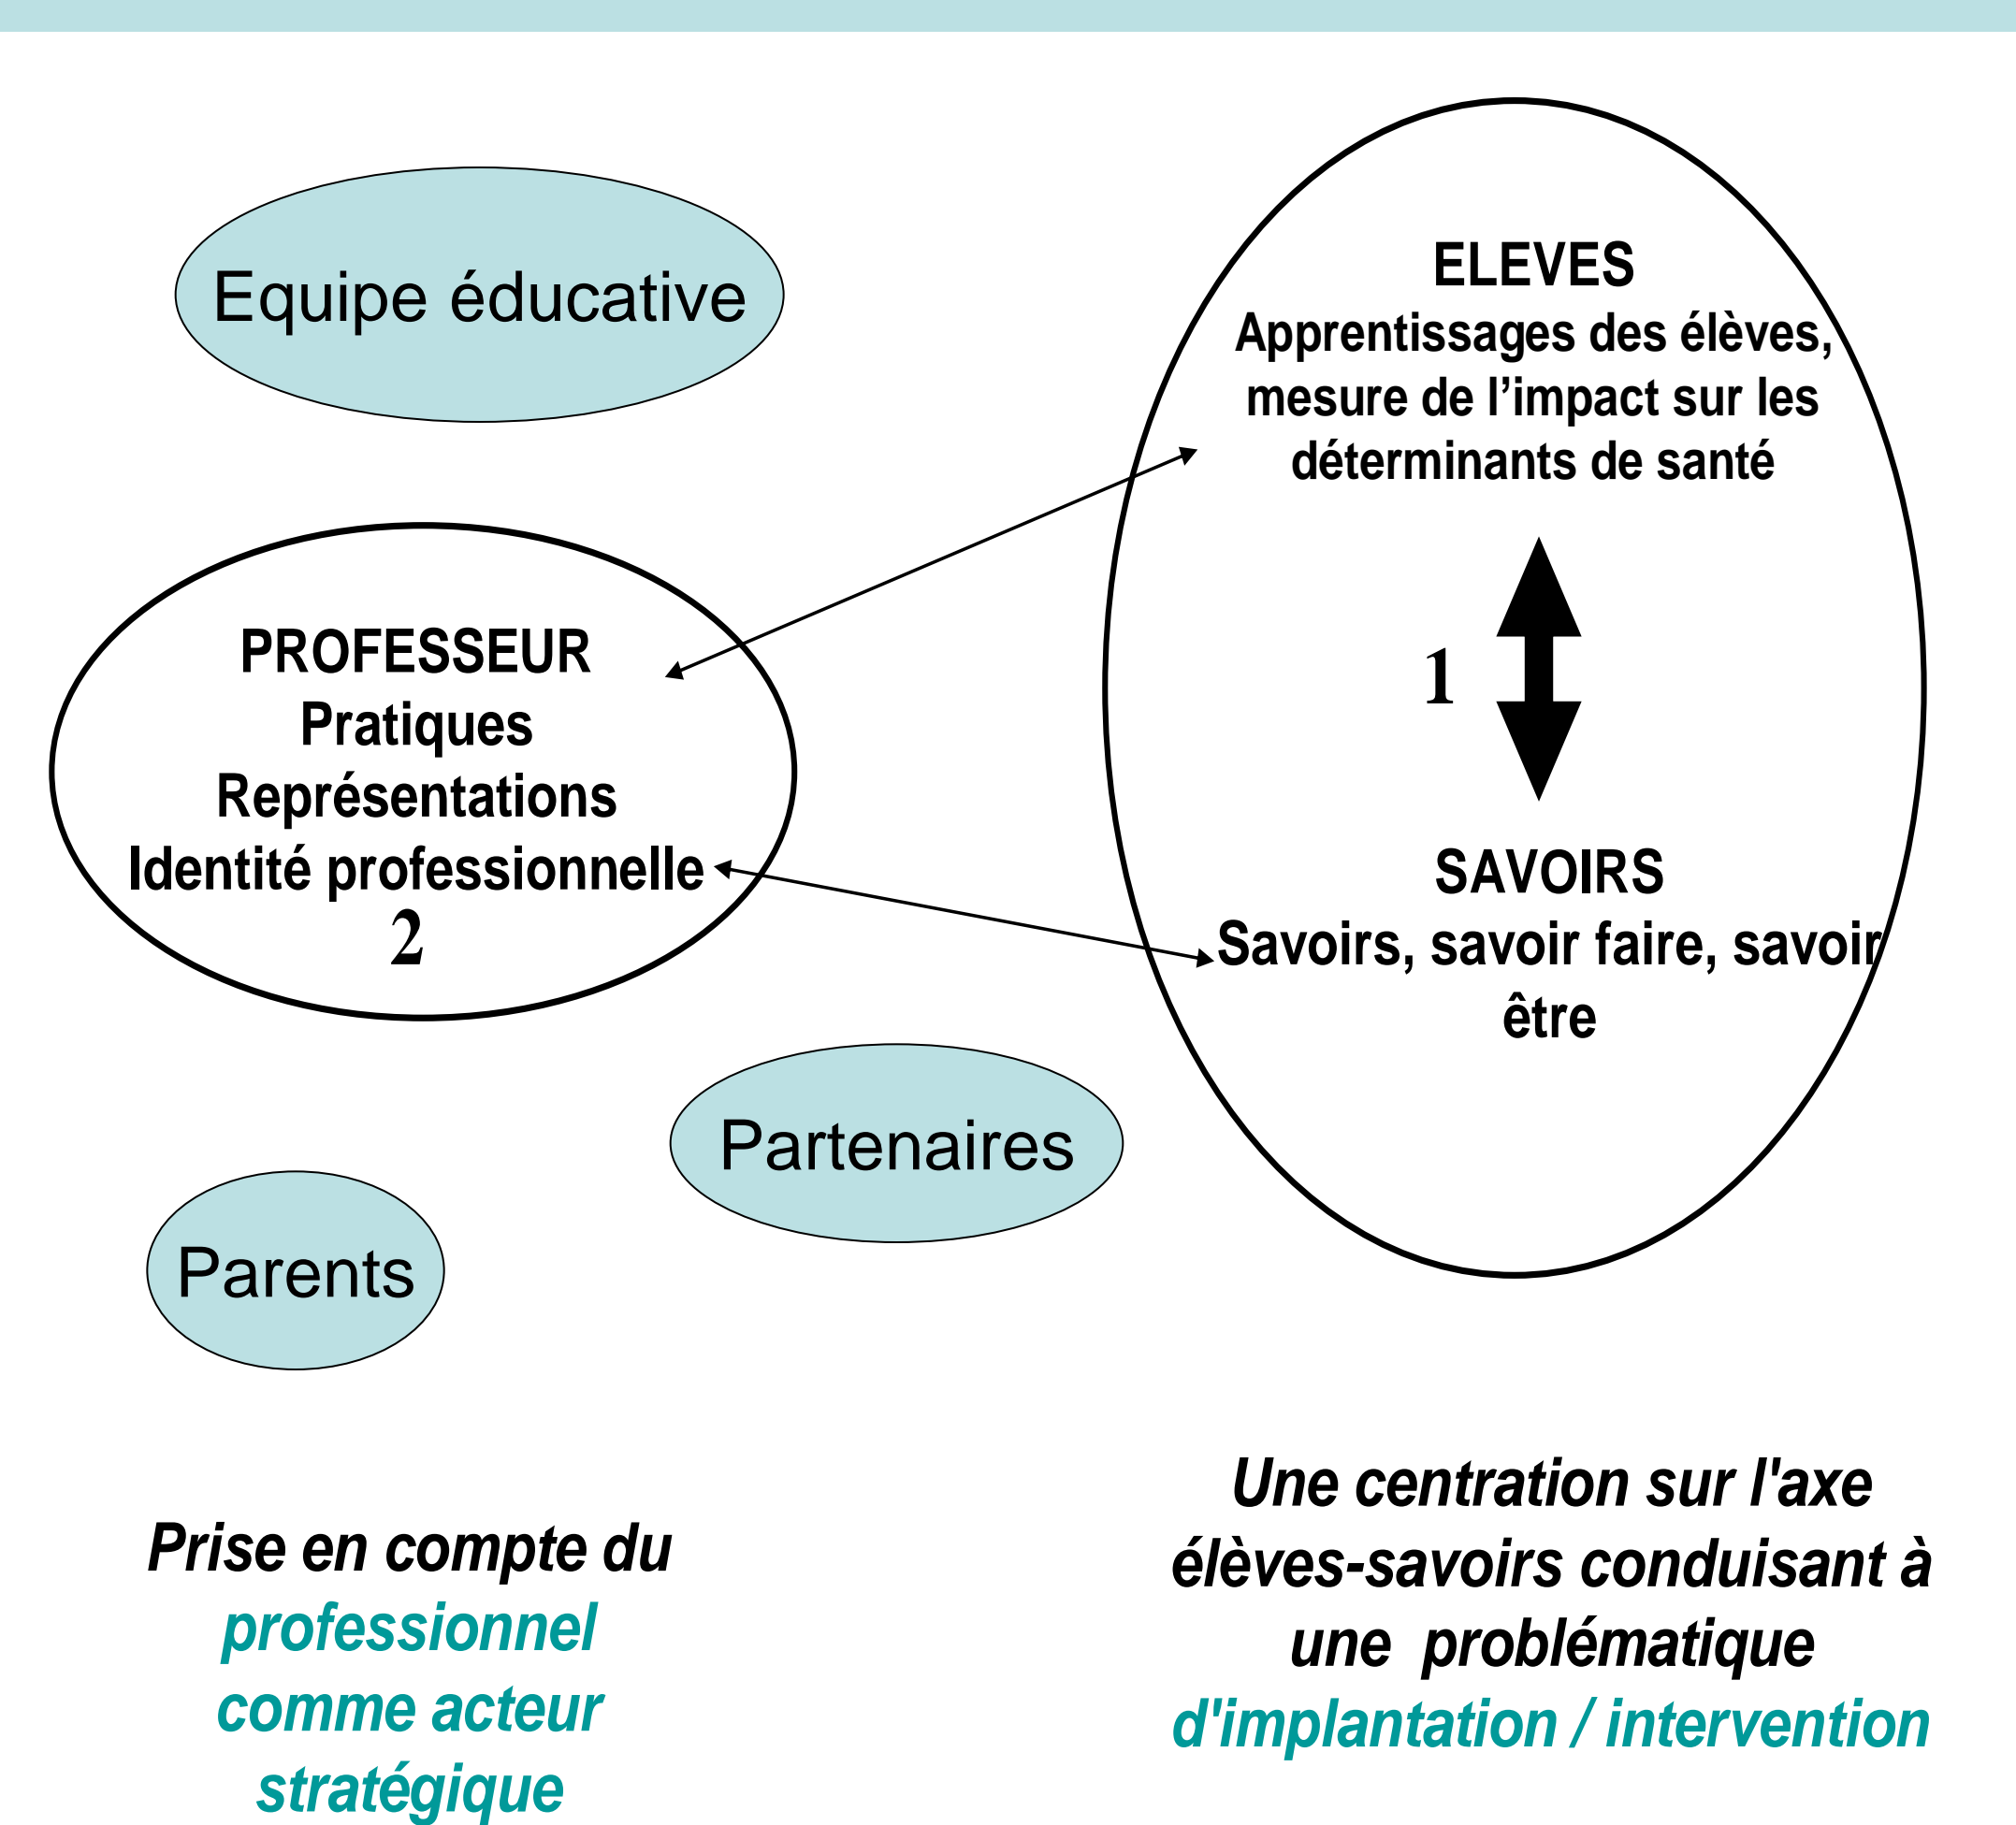 Equipe éducative
ELEVES
Apprentissages des élèves,
mesure de l’impact sur les
déterminants de santé
1
SAVOIRS
Savoirs, savoir faire, savoir
être
PROFESSEUR
Pratiques
Représentations
Identité professionnelle
2
Partenaires
Parents
Prise en compte du
professionnel
comme acteur
stratégique
Une centration sur l'axe
élèves-savoirs conduisant à
une  problématique
d'implantation / intervention